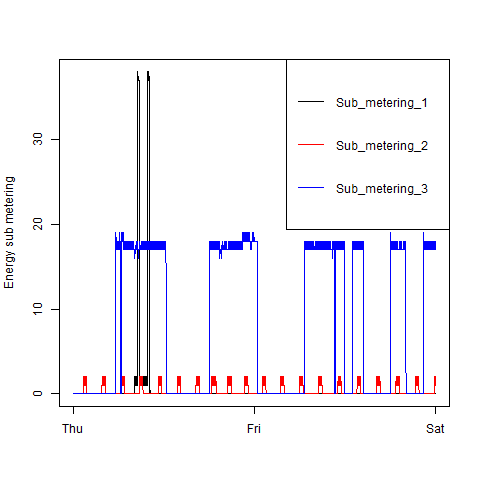 Sub_metering_1
Sub_metering_2
Sub_metering_3
Energy sub metering
30
20
10
0
Thu Fri Sat